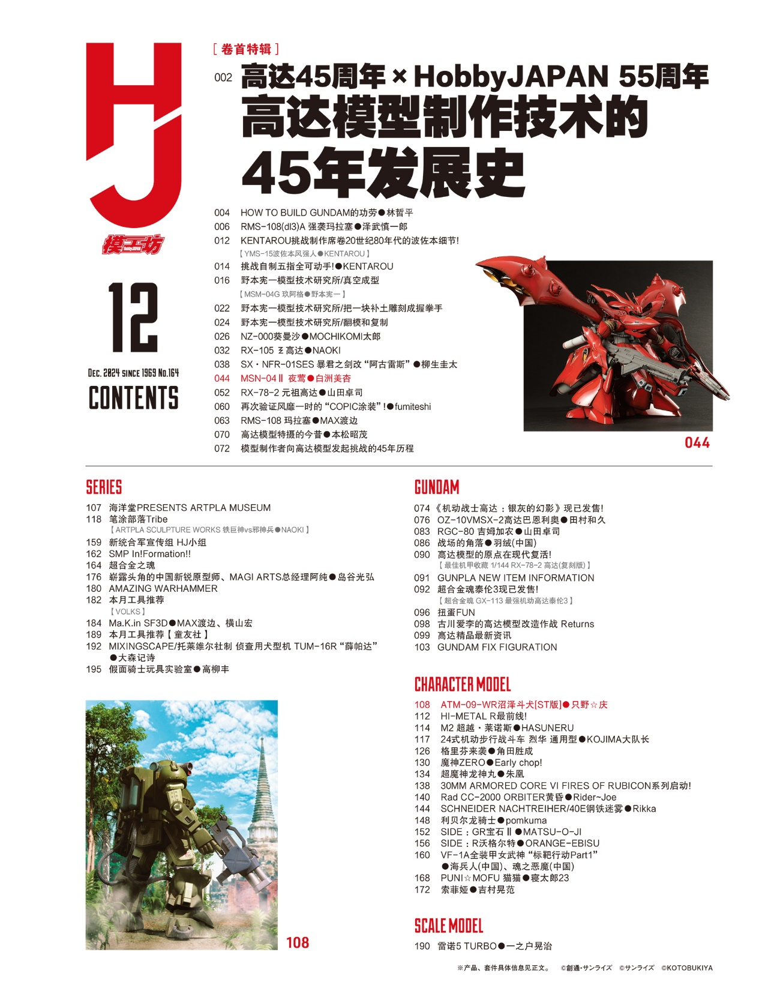 HJ
模工坊
HobbyJAPAN
12
DEC. 2024 SINCE 1969 No.164
CONTENTS
［卷首特辑］
002 高达45周年×HobbyJAPAN 55周年
高达模型制作技术的
45年发展史
004 HOW TO BUILD GUNDAM的功劳●林哲平
006 RMS-108(dl3)A 强袭玛拉塞●泽武慎一郎
012 KENTAROU挑战制作席卷20世纪80年代的波佐本细节!
【YMS-15波佐本风强人●KENTAROU】
014 挑战自制五指全可动手!●KENTAROU
016 野本宪一模型技术研究所/真空成型
【MSM-04G 玖阿格●野本宪一】
022 野本宪一模型技术研究所/把一块补土雕刻成握拳手
024 野本宪一模型技术研究所/翻模和复制
026 NZ-000葵曼沙●MOCHIKOMI太郎
032 RX-105 Ξ高达●NAOKI
038 SX・NFR-01SES 暴君之剑改“阿古雷斯”●柳生圭太
044 MSN-04Ⅱ 夜莺●白洲美杏
052 RX-78-2 元祖高达●山田卓司
060 再次验证风靡一时的“COPIC涂装”!●fumiteshi
063 RMS-108 玛拉塞●MAX渡边
070 高达模型特摄的今昔●本松昭茂
072 模型制作者向高达模型发起挑战的45年历程
044
SERIES
107 海洋堂PRESENTS ARTPLA MUSEUM
118 笔涂部落Tribe
【ARTPLA SCULPTURE WORKS 铁巨神vs邪神兵●NAOKI】
159 新统合军宣传组 HJ小组
162 SMP In!Formation!!
164 超合金之魂
176 崭露头角的中国新锐原型师、MAGI ARTS总经理阿纯●岛谷光弘
180 AMAZING WARHAMMER
182 本月工具推荐
【VOLKS】
184 Ma.K.in SF3D●MAX渡边、横山宏
189 本月工具推荐【童友社】
192 MIXINGSCAPE/托莱维尔社制 侦查用犬型机 TUM-16R“薛帕达”
●大森记诗
195 假面骑士玩具实验室●高柳丰
108
GUNDAM
074 《机动战士高达：银灰的幻影》现已发售!
076 OZ-10VMSX-2高达巴恩利奥●田村和久
083 RGC-80 吉姆加农●山田卓司
086 战场的角落●羽绒(中国)
090 高达模型的原点在现代复活!
【最佳机甲收藏 1/144 RX-78-2 高达(复刻版)】
091 GUNPLA NEW ITEM INFORMATION
092 超合金魂泰伦3现已发售!
【超合金魂 GX-113 最强机动高达泰伦3】
096 扭蛋FUN
098 古川爱李的高达模型改造作战 Returns
099 高达精品最新资讯
103 GUNDAM FIX FIGURATION
CHARACTER MODEL
108 ATM-09-WR沼泽斗犬[ST版]●只野☆庆
112 HI-METAL R最前线!
114 M2 超越・莱诺斯●HASUNERU
117 24式机动步行战斗车 烈华 通用型●KOJIMA大队长
126 格里芬来袭●角田胜成
130 魔神ZERO●Early chop!
134 超魔神龙神丸●朱凰
138 30MM ARMORED CORE VI FIRES OF RUBICON系列启动!
140 Rad CC-2000 ORBITER黄昏●Rider~Joe
144 SCHNEIDER NACHTREIHER/40E钢铁迷雾●Rikka
148 利贝尔龙骑士●pomkuma
152 SIDE：GR宝石Ⅱ●MATSU-O-JI
156 SIDE：R沃格尔特●ORANGE-EBISU
160 VF-1A全装甲女武神“标靶行动Part1”
●海兵人(中国)、魂之恶魔(中国)
168 PUNI☆MOFU 猫猫●寝太郎23
172 索菲娅●吉村晃范
SCALE MODEL
190 雷诺5 TURBO●一之户晃治
※产品、套件具体信息见正文。 ©創通・サンライズ ©サンライズ ©KOTOBUKIYA